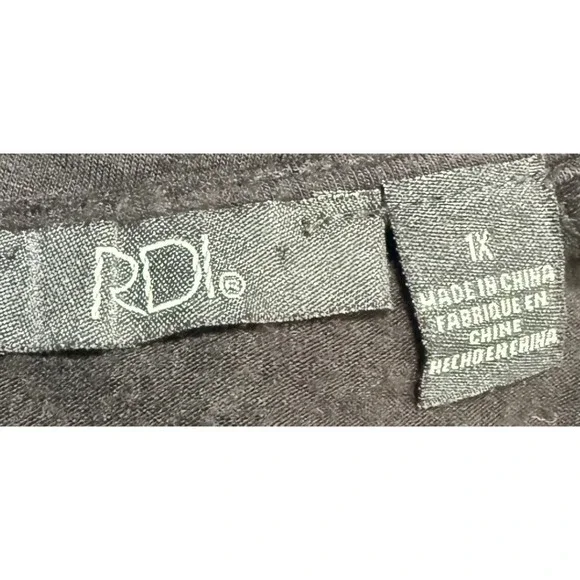 RDI®
1X
MADE IN CHINA
FABRIQUE EN
CHINE
HECHO EN CHINA